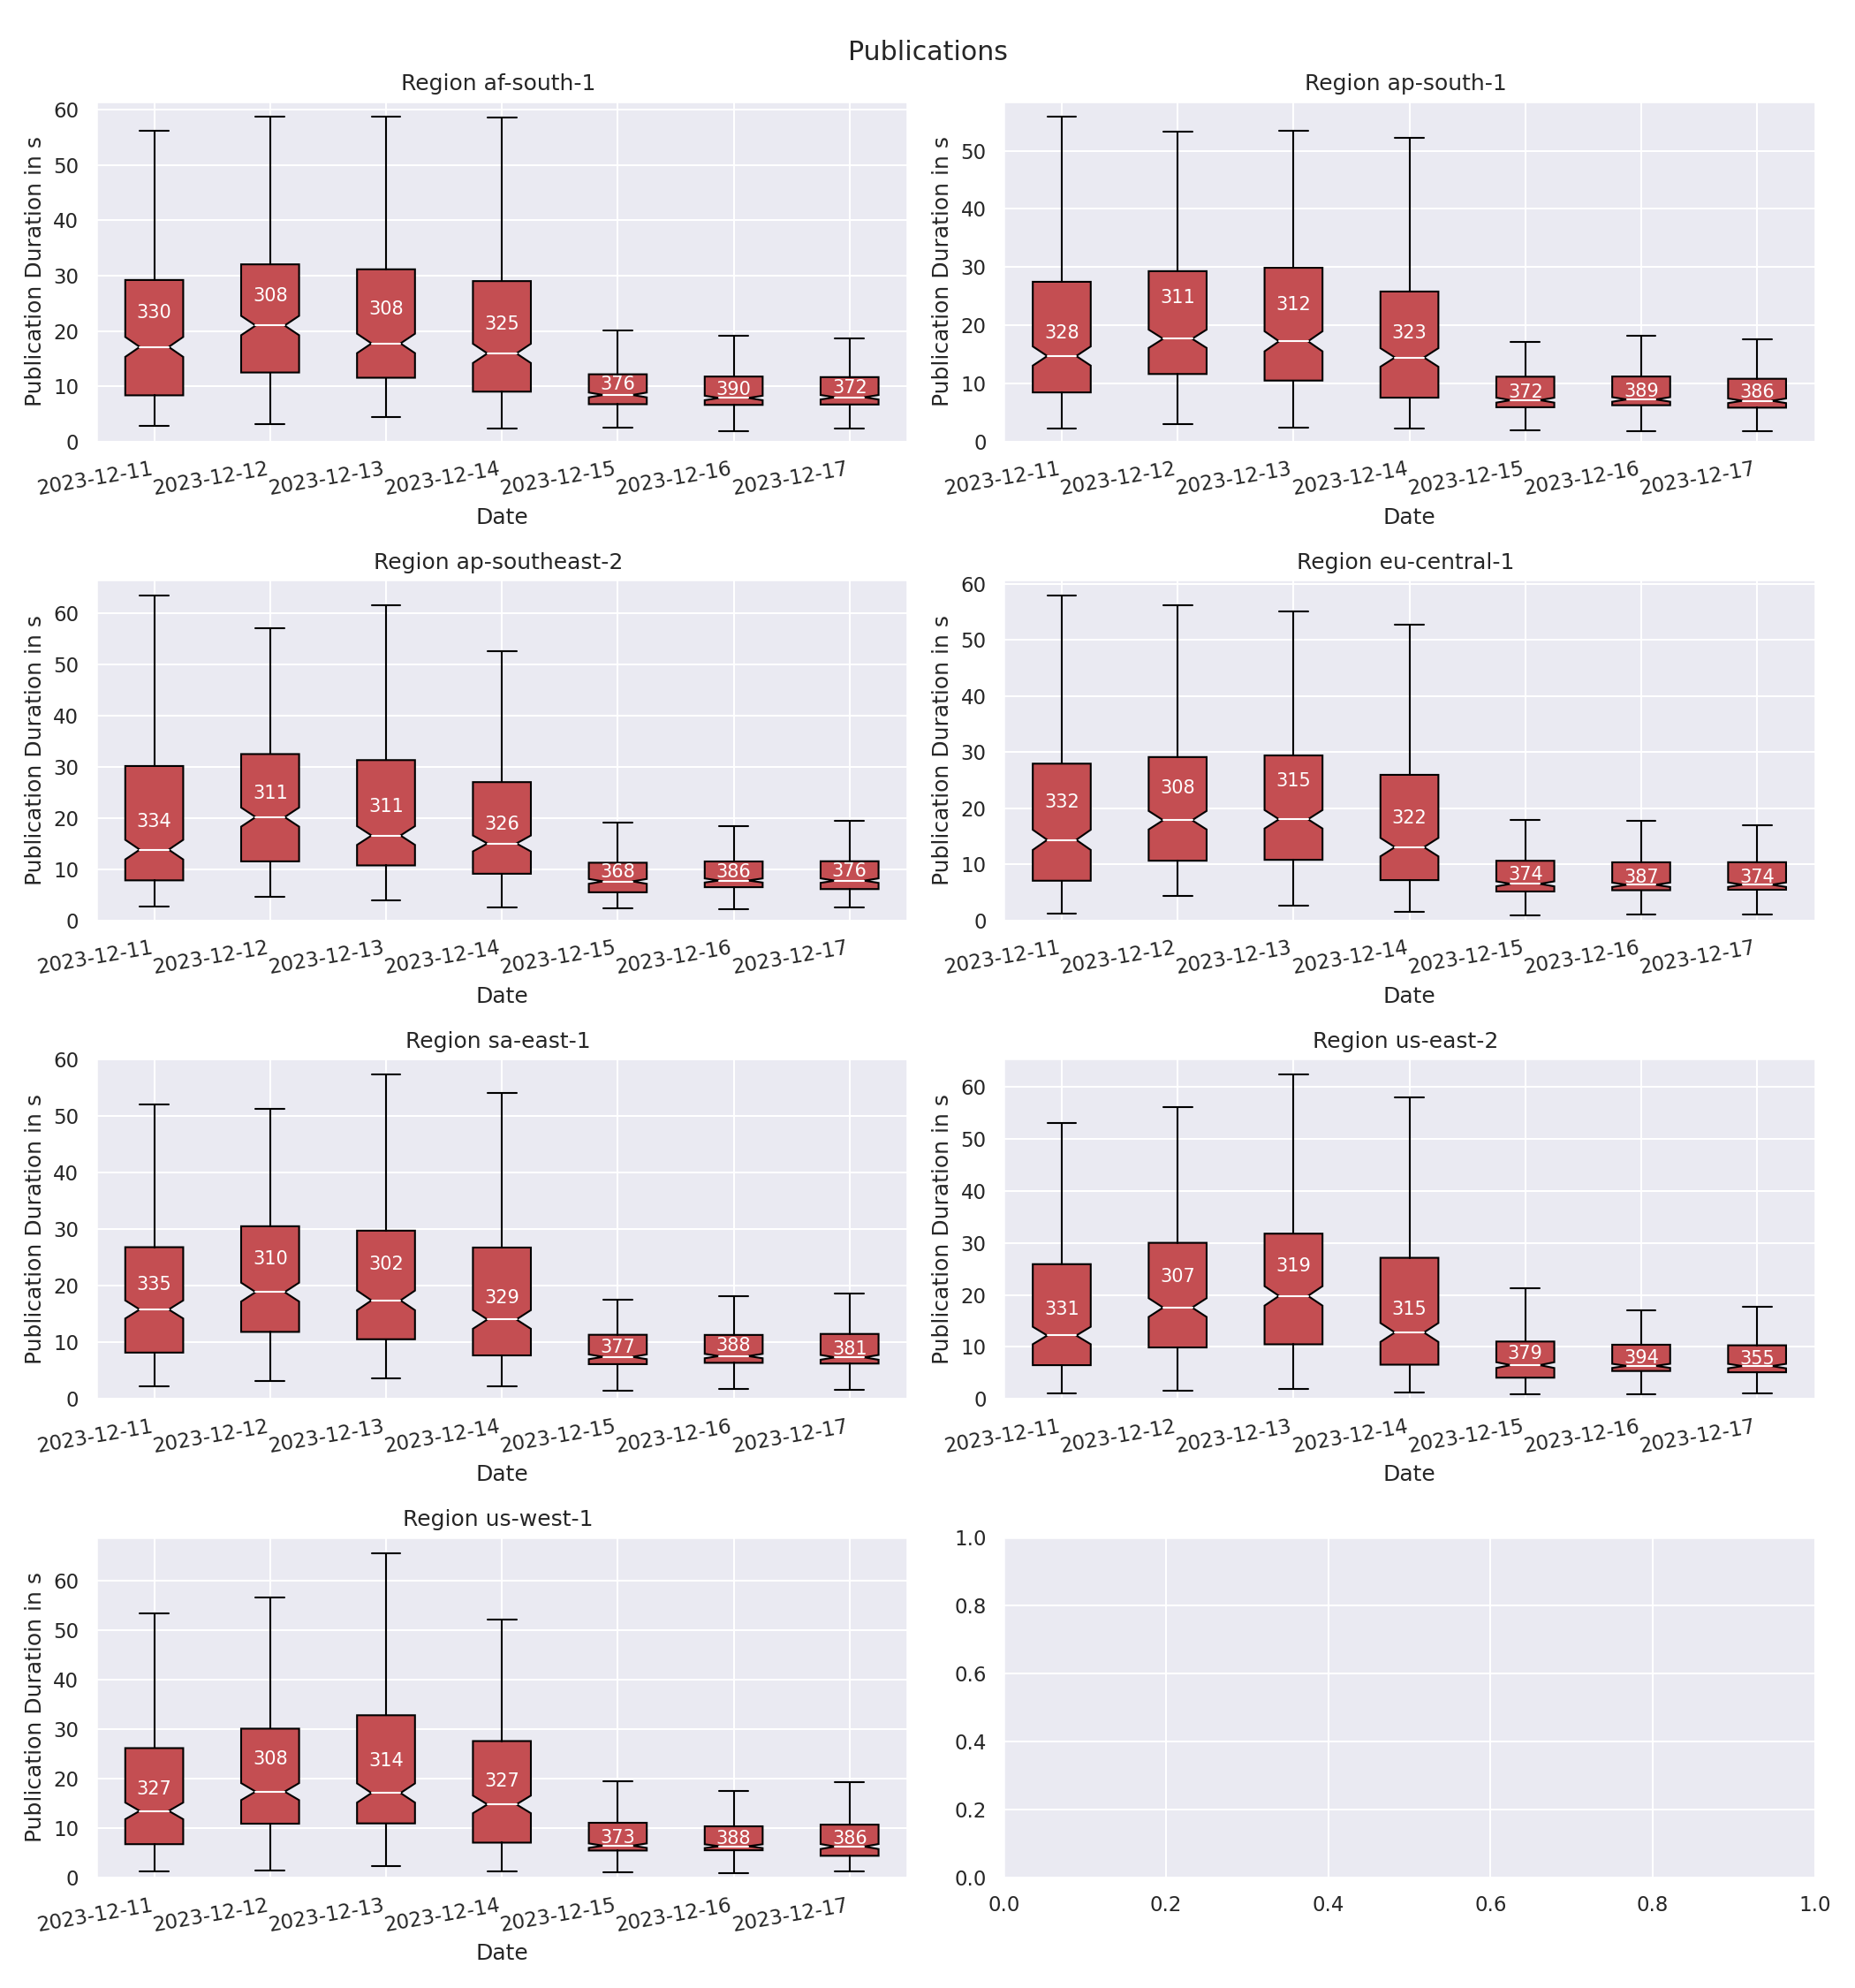 Publications
Region af-south-1
Publication Duration in s
60
50
40
30
20
10
0
330 308 308 325 376 390 372
2023-12-11 2023-12-12 2023-12-13 2023-12-14 2023-12-15 2023-12-16 2023-12-17
Date
Region ap-south-1
Publication Duration in s
50
40
30
20
10
0
328 311 312 323 372 389 386
2023-12-11 2023-12-12 2023-12-13 2023-12-14 2023-12-15 2023-12-16 2023-12-17
Date
Region ap-southeast-2
Publication Duration in s
60
50
40
30
20
10
0
334 311 311 326 368 386 376
2023-12-11 2023-12-12 2023-12-13 2023-12-14 2023-12-15 2023-12-16 2023-12-17
Date
Region eu-central-1
Publication Duration in s
60
50
40
30
20
10
0
332 308 315 322 374 387 374
2023-12-11 2023-12-12 2023-12-13 2023-12-14 2023-12-15 2023-12-16 2023-12-17
Date
Region sa-east-1
Publication Duration in s
60
50
40
30
20
10
0
335 310 302 329 377 388 381
2023-12-11 2023-12-12 2023-12-13 2023-12-14 2023-12-15 2023-12-16 2023-12-17
Date
Region us-east-2
Publication Duration in s
60
50
40
30
20
10
0
331 307 319 315 379 394 355
2023-12-11 2023-12-12 2023-12-13 2023-12-14 2023-12-15 2023-12-16 2023-12-17
Date
Region us-west-1
Publication Duration in s
60
50
40
30
20
10
0
327 308 314 327 373 388 386
2023-12-11 2023-12-12 2023-12-13 2023-12-14 2023-12-15 2023-12-16 2023-12-17
Date
1.0
0.8
0.6
0.4
0.2
0.0
0.0 0.2 0.4 0.6 0.8 1.0